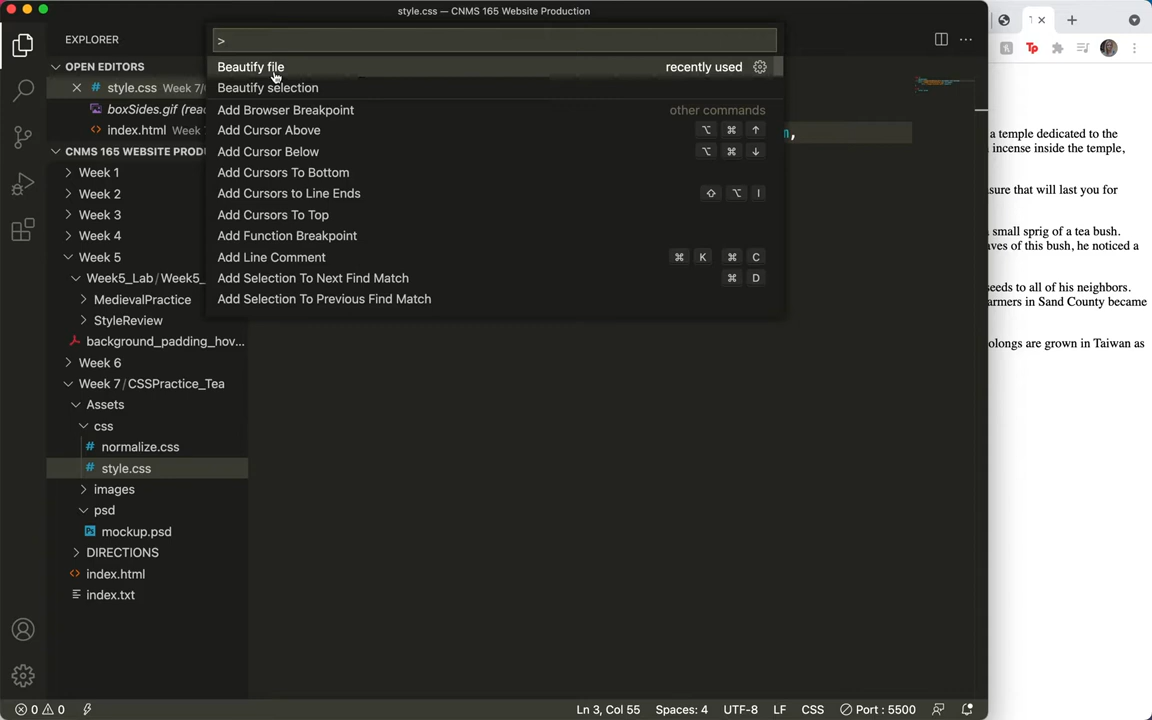 style.css — CNMS 165 Website Production
EXPLORER
OPEN EDITORS
style.css Week 7/
boxSides.gif (rea
index.html Week
CNMS 165 WEBSITE PRODU
Week 1
Week 2
Week 3
Week 4
Week 5
Week5_Lab / Week5_
MedievalPractice
StyleReview
background_padding_hov...
Week 6
Week 7 / CSSPractice_Tea
Assets
css
normalize.css
style.css
images
psd
mockup.psd
DIRECTIONS
index.html
index.txt
>
Beautify file recently used
Beautify selection
Add Browser Breakpoint other commands
Add Cursor Above ⌥ ⌘ ↑
Add Cursor Below ⌥ ⌘ ↓
Add Cursors To Bottom
Add Cursors to Line Ends ⇧ ⌥ I
Add Cursors To Top
Add Function Breakpoint
Add Line Comment ⌘ K ⌘ C
Add Selection To Next Find Match ⌘ D
Add Selection To Previous Find Match
a temple dedicated to the
incense inside the temple,
sure that will last you for
small sprig of a tea bush.
aves of this bush, he noticed a
seeds to all of his neighbors.
armers in Sand County became
olongs are grown in Taiwan as
0 0 Ln 3, Col 55 Spaces: 4 UTF-8 LF CSS Port : 5500